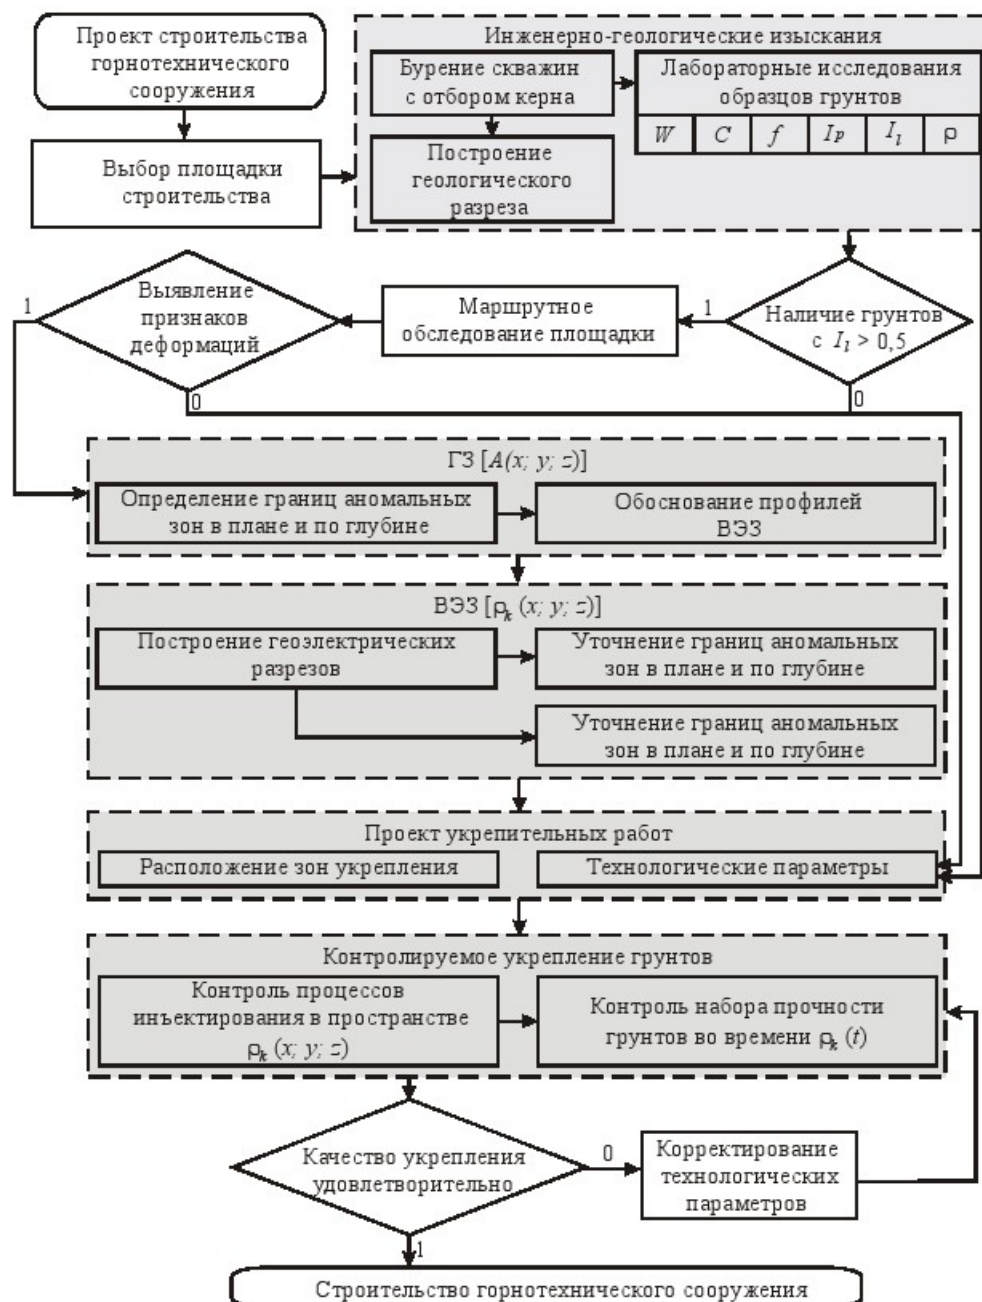 Проект строительства
горнотехнического
сооружения
Выбор площадки
строительства
Инженерно-геологические изыскания
Бурение скважин
с отбором керна
Лабораторные исследования
образцов грунтов
W C f Ip Il ρ
Построение
геологического
разреза
Наличие грунтов
с Il > 0,5
1
0
Маршрутное
обследование площадки
Выявление
признаков
деформаций
1
0
ГЗ [A(x; y; z)]
Определение границ аномальных
зон в плане и по глубине
Обоснование профилей
ВЭЗ
ВЭЗ [ρk (x; y; z)]
Построение геоэлектрических
разрезов
Уточнение границ аномальных
зон в плане и по глубине
Уточнение границ аномальных
зон в плане и по глубине
Проект укрепительных работ
Расположение зон укрепления
Технологические параметры
Контролируемое укрепление грунтов
Контроль процессов
инъектирования в пространстве
ρk (x; y; z)
Контроль набора прочности
грунтов во времени ρk (t)
Качество укрепления
удовлетворительно
0
1
Корректирование
технологических
параметров
Строительство горнотехнического сооружения